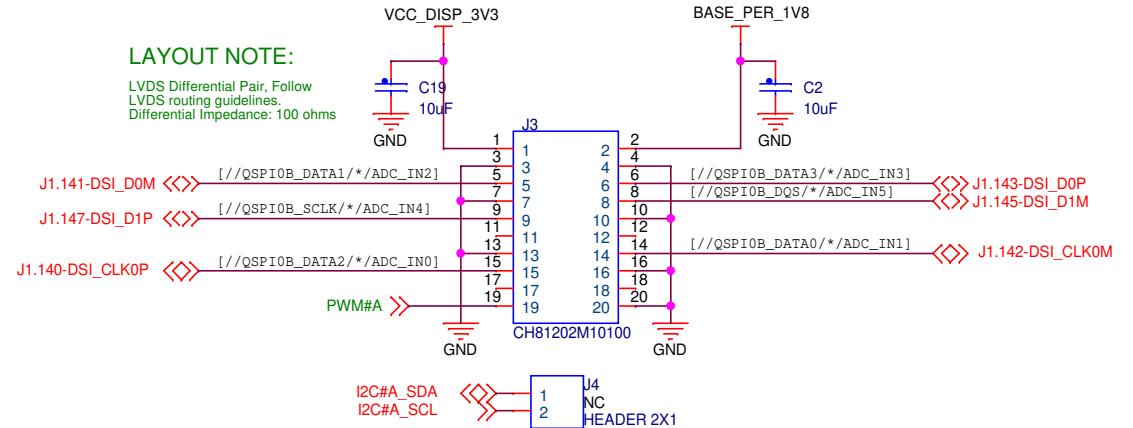 VCC_DISP_3V3
BASE_PER_1V8
LAYOUT NOTE:
LVDS Differential Pair, Follow
LVDS routing guidelines.
Differential Impedance: 100 ohms
C19
10uF
GND
C2
10uF
GND
J3
1 1 2 2
3 3 4 4
J1.141-DSI_D0M [//QSPI0B_DATA1/*/ADC_IN2] 5 5 6 6 [//QSPI0B_DATA3/*/ADC_IN3] J1.143-DSI_D0P
7 7 8 8 [//QSPI0B_DQS/*/ADC_IN5] J1.145-DSI_D1M
J1.147-DSI_D1P [//QSPI0B_SCLK/*/ADC_IN4] 9 9 10 10
11 11 12 12
13 13 14 14 [//QSPI0B_DATA0/*/ADC_IN1] J1.142-DSI_CLK0M
J1.140-DSI_CLK0P [//QSPI0B_DATA2/*/ADC_IN0] 15 15 16 16
17 17 18 18
PWM#A 19 19 20 20
CH81202M10100
GND
GND
J4
I2C#A_SDA 1 NC
I2C#A_SCL 2 HEADER 2X1